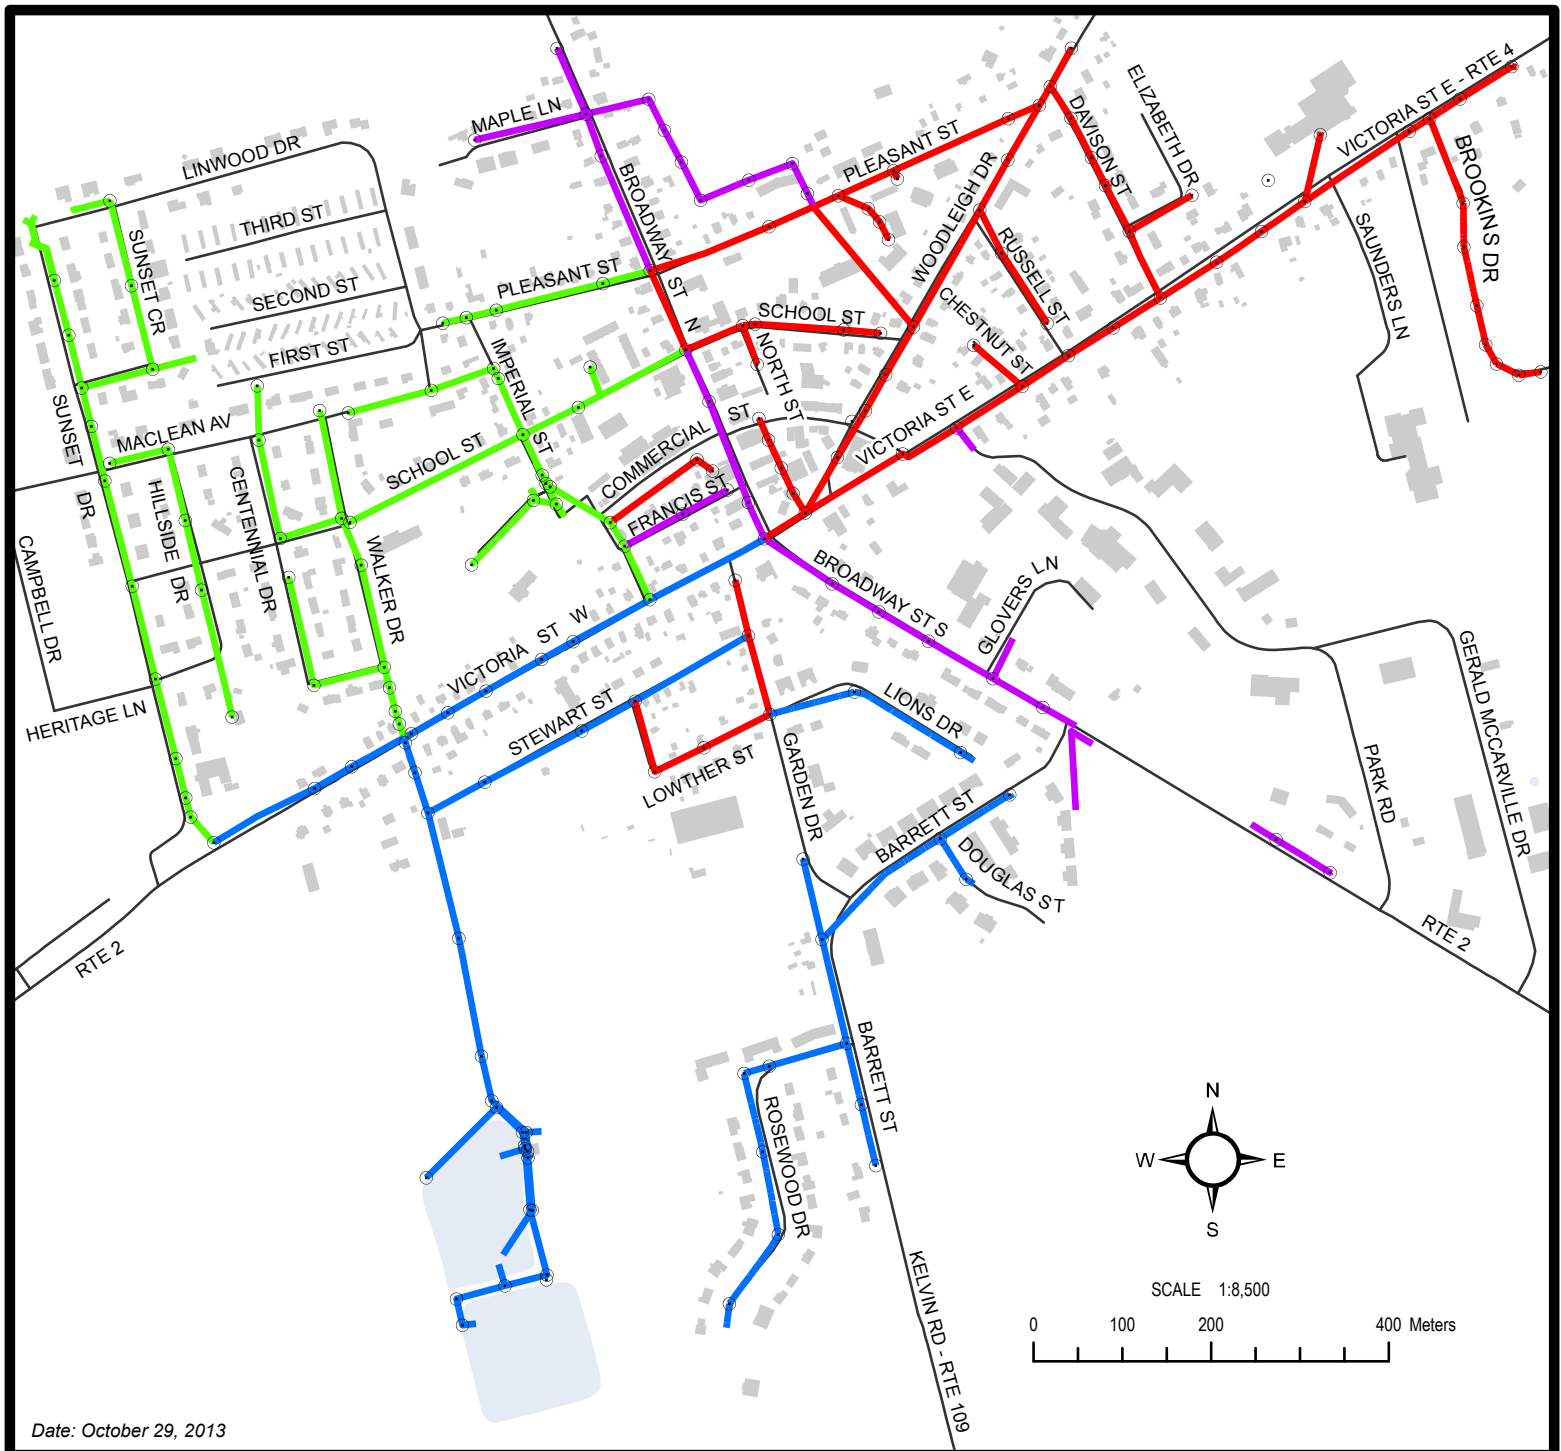 MAPLE LN
LINWOOD DR
BROADWAY ST N
PLEASANT ST
DAVISON ST
ELIZABETH DR
VICTORIA ST E - RTE 4
BROOKINS DR
THIRD ST
SUNSET CR
SECOND ST
PLEASANT ST
WOODLEIGH DR
RUSSELL ST
SAUNDERS LN
FIRST ST
IMPERIAL ST
SCHOOL ST
NORTH ST
CHESTNUT ST
SUNSET DR
MACLEAN AV
SCHOOL ST
COMMERCIAL ST
VICTORIA ST E
HILLSIDE DR
CENTENNIAL DR
FRANCIS ST
CAMPBELL DR
WALKER DR
BROADWAY ST S
GLOVERS LN
VICTORIA ST W
HERITAGE LN
STEWART ST
LIONS DR
GERALD MCCARVILLE DR
LOWTHER ST
GARDEN DR
PARK RD
BARRETT ST
DOUGLAS ST
RTE 2
RTE 2
BARRETT ST
ROSEWOOD DR
KELVIN RD - RTE 109
N
W
E
S
SCALE 1:8,500
0 100 200 400 Meters
Date: October 29, 2013